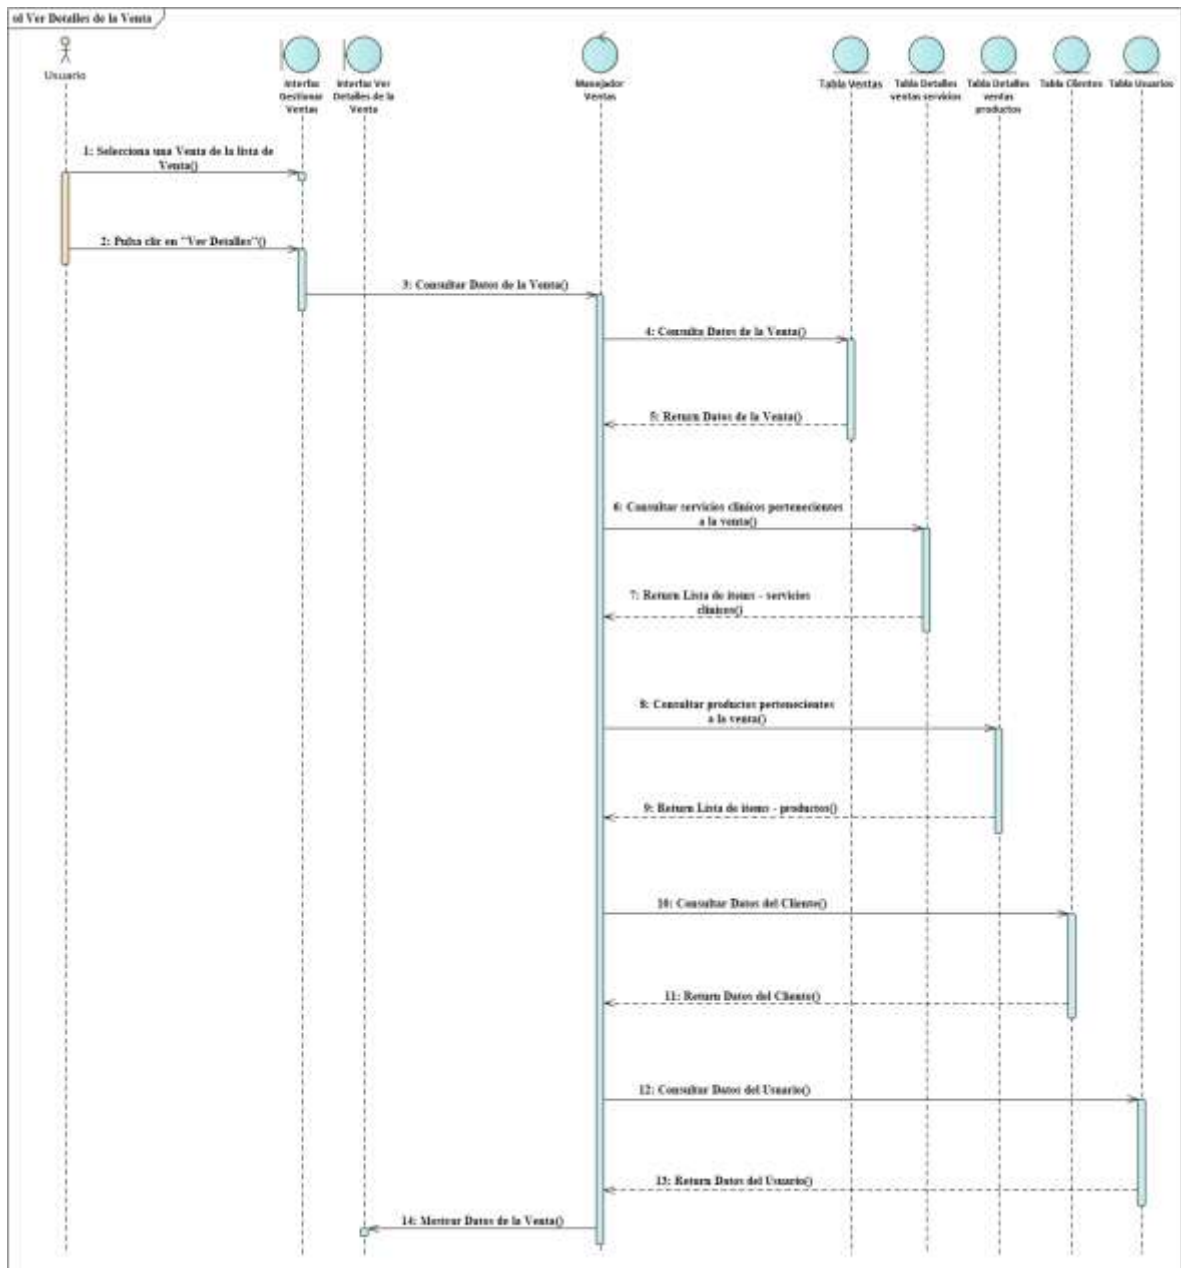 sd Ver Detalles de la Venta
Usuario
Interfaz
Gestionar
Ventas
Interfaz Ver
Detalles de la
Venta
Manejador
Ventas
Tabla Ventas
Tabla Detalles
ventas servicios
Tabla Detalles
ventas
productos
Tabla Clientes
Tabla Usuarios
1: Selecciona una Venta de la lista de
Venta()
2: Pulsa clic en "Ver Detalles"()
3: Consultar Datos de la Venta()
4: Consulta Datos de la Venta()
5: Return Datos de la Venta()
6: Consultar servicios clínicos pertenecientes
a la venta()
7: Return Lista de items - servicios
clínicos()
8: Consultar productos pertenecientes
a la venta()
9: Return Lista de items - productos()
10: Consultar Datos del Cliente()
11: Return Datos del Cliente()
12: Consultar Datos del Usuario()
13: Return Datos del Usuario()
14: Mostrar Datos de la Venta()